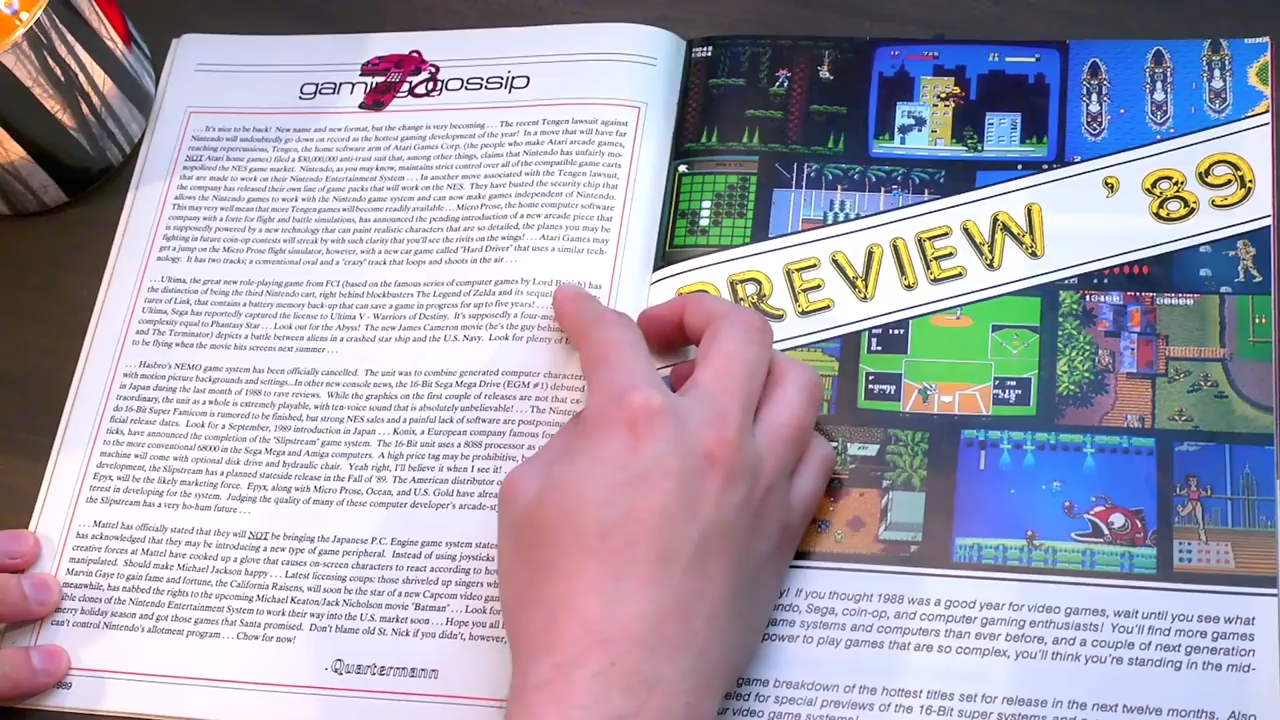 gaming gossip
. . . It's nice to be back! New name and new format, but the change is very becoming . . . The recent Tengen lawsuit against
Nintendo will undoubtedly go down on record as the hottest gaming development of the year! In a move that will have far
reaching repercussions, Tengen, the home software arm of Atari Games Corp. (the people who make Atari arcade games,
NOT Atari home games) filed a $30,000,000 anti-trust suit that, among other things, claims that Nintendo has unfairly mo-
nopolized the NES game market. Nintendo, as you may know, maintains strict control over all of the compatible game carts
that are made to work on their Nintendo Entertainment System . . . In another move associated with the Tengen lawsuit,
the company has released their own line of game packs that will work on the NES. They have busted the security chip that
allows the Nintendo games to work with the Nintendo game system and can now make games independent of Nintendo.
This may very well mean that more Tengen games will become readily available . . . Micro Prose, the home computer software
company with a forte for flight and battle simulations, has announced the pending introduction of a new arcade piece that
is supposedly powered by a new technology that can paint realistic characters that are so detailed, the planes you may be
fighting in future coin-op contests will streak by with such clarity that you'll see the rivits on the wings! . . . Atari Games may
get a jump on the Micro Prose flight simulator, however, with a new car game called "Hard Driver" that uses a similar tech-
nology. It has two tracks; a conventional oval and a "crazy" track that loops and shoots in the air . . .
. . . Ultima, the great new role-playing game from FCI (based on the famous series of computer games by Lord British) has
the distinction of being the third Nintendo cart, right behind blockbusters The Legend of Zelda and its sequel
tures of Link, that contains a battery memory back-up that can save a game in progress for up to five years! . . .
Ultima, Sega has reportedly captured the license to Ultima V - Warriors of Destiny. It's supposedly a four-meg
complexity equal to Phantasy Star . . . Look out for the Abyss! The new James Cameron movie (he's the guy behind
and The Terminator) depicts a battle between aliens in a crashed star ship and the U.S. Navy. Look for plenty of
to be flying when the movie hits screens next summer . . .
. . . Hasbro's NEMO game system has been officially cancelled. The unit was to combine generated computer characters
with motion picture backgrounds and settings...In other new console news, the 16-Bit Sega Mega Drive (EGM #1) debuted
in Japan during the last month of 1988 to rave reviews. While the graphics on the first couple of releases are not that ex-
traordinary, the unit as a whole is extremely playable, with ten-voice sound that is absolutely unbelievable! . . . The Ninten-
do 16-Bit Super Famicom is rumored to be finished, but strong NES sales and a painful lack of software are postponing
ficial release dates. Look for a September, 1989 introduction in Japan . . . Konix, a European company famous for
ticks, have announced the completion of the "Slipstream" game system. The 16-Bit unit uses a 8088 processor as
to the more conventional 68000 in the Sega Mega and Amiga computers. A high price tag may be prohibitive,
machine will come with optional disk drive and hydraulic chair. Yeah right, I'll believe it when I see it!
development, the Slipstream has a planned stateside release in the Fall of '89. The American distributor
Epyx, will be the likely marketing force. Epyx, along with Micro Prose, Ocean, and U.S. Gold have
terest in developing for the system. Judging the quality of many of these computer developer's arcade-
the Slipstream has a very ho-hum future . . .
. . . Mattel has officially stated that they will NOT be bringing the Japanese P.C. Engine game system
has acknowledged that they may be introducing a new type of game peripheral. Instead of using joysticks
creative forces at Mattel have cooked up a glove that causes on-screen characters to react according to
manipulated. Should make Michael Jackson happy . . . Latest licensing coup: those shriveled up singers
Marvin Gaye to gain fame and fortune, the California Raisens, will soon be the star of a new Capcom video
meanwhile, has nabbed the rights to the upcoming Michael Keaton/Jack Nicholson movie "Batman" . . . Look for
ible clones of the Nintendo Entertainment System to work their way into the U.S. market soon . . . Hope you all
merry holiday season and got those games that Santa promised. Don't blame old St. Nick if you didn't, however,
can't control Nintendo's allotment program . . . Chow for now!
- Quartermann
PREVIEW '89
If you thought 1988 was a good year for video games, wait until you see what
Sega, coin-op, and computer gaming enthusiasts! You'll find more games
game systems and computers than ever before, and a couple of next generation
power to play games that are so complex, you'll think you're standing in the mid-
game breakdown of the hottest titles set for release in the next twelve months. Also
for special previews of the 16-Bit super systems and
video game systems!